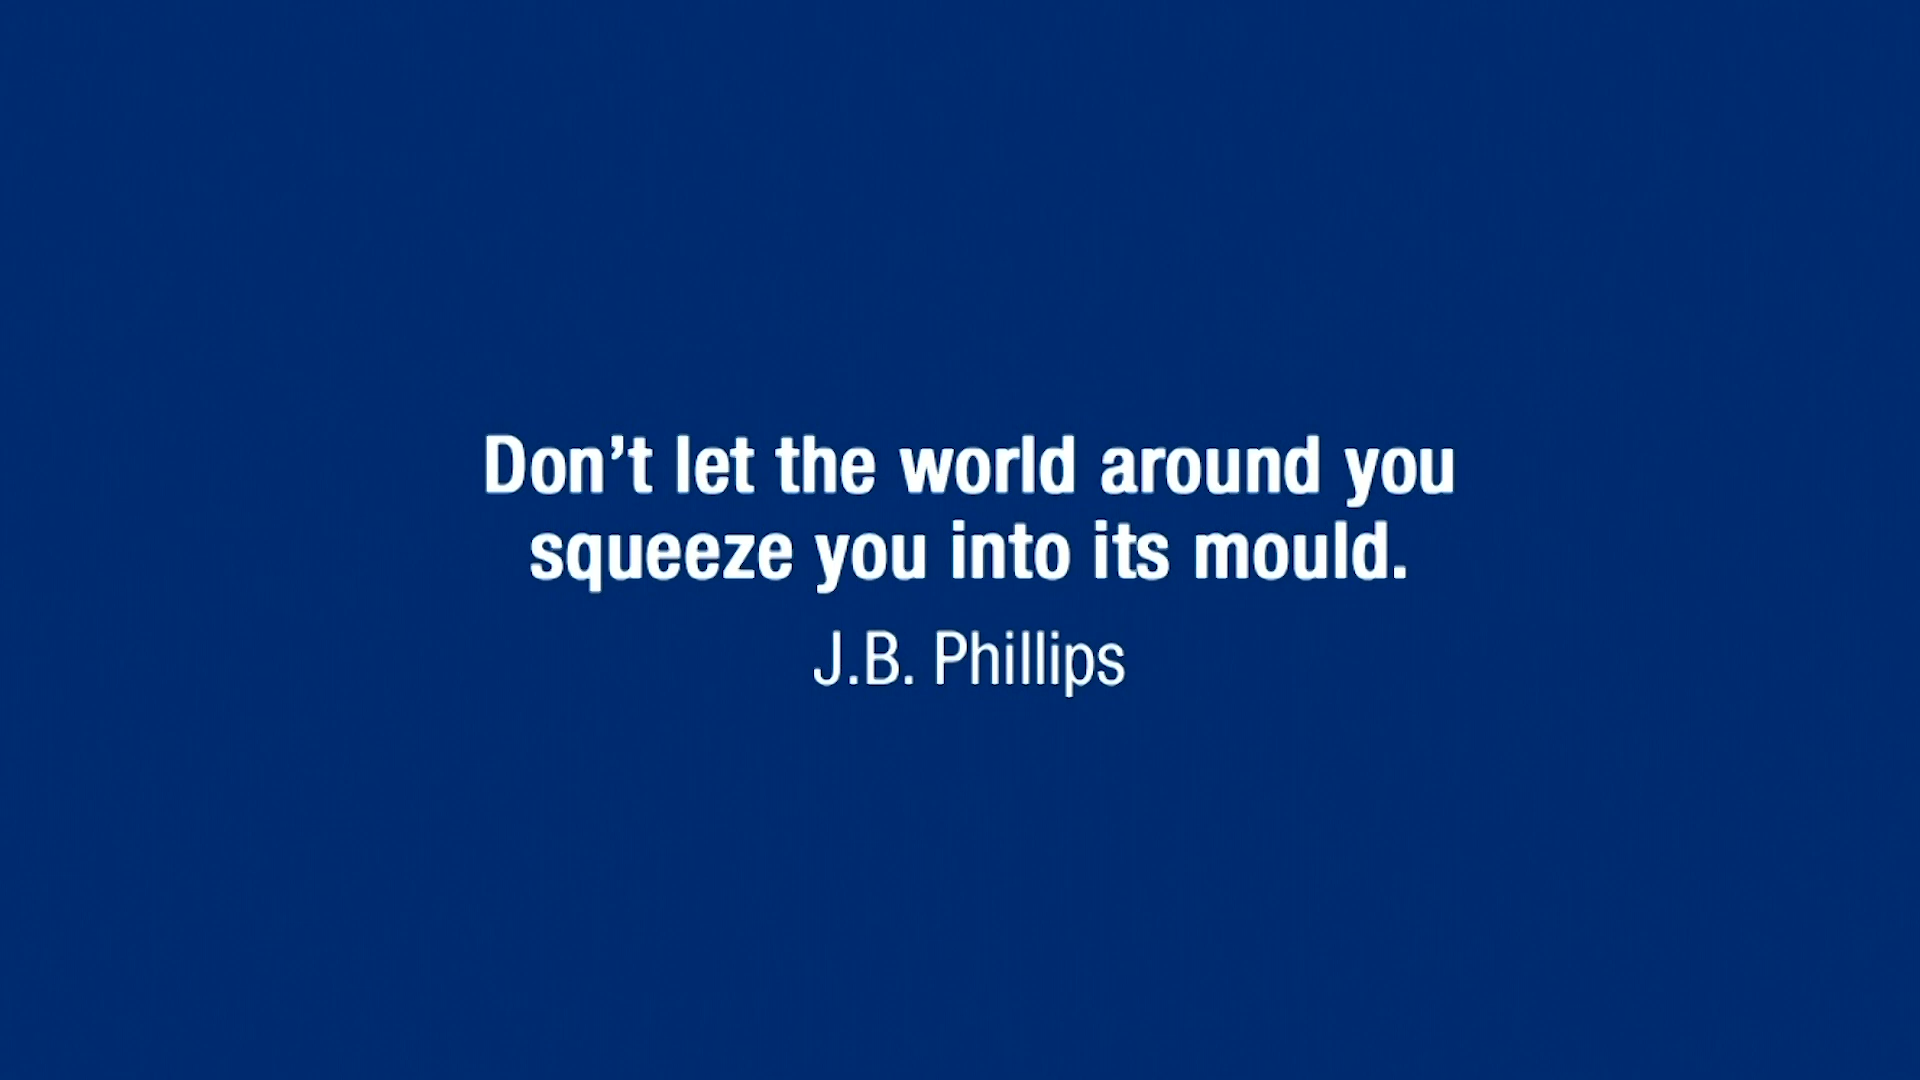 Don’t let the world around you
squeeze you into its mould.
J.B. Phillips